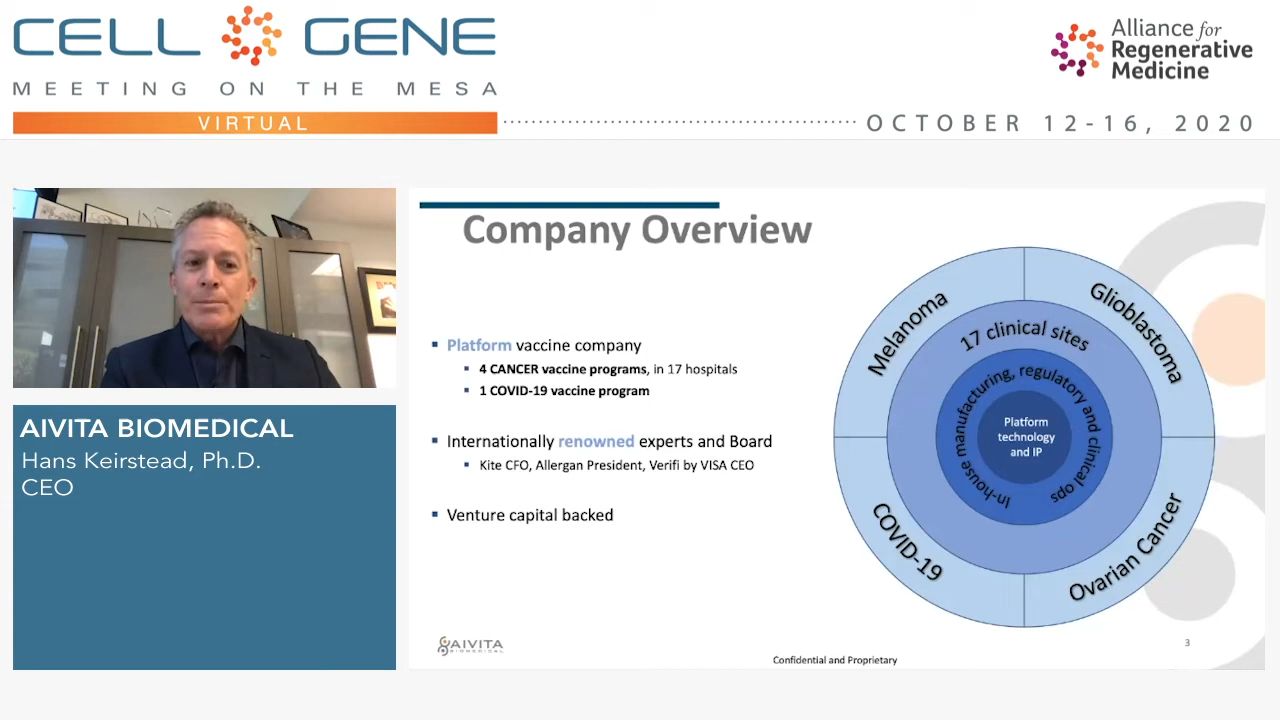 CELL GENE
MEETING ON THE MESA
VIRTUAL
OCTOBER 12-16, 2020
Alliance for
Regenerative
Medicine
AIVITA BIOMEDICAL
Hans Keirstead, Ph.D.
CEO
Company Overview
Platform vaccine company
4 CANCER vaccine programs, in 17 hospitals
1 COVID-19 vaccine program
Internationally renowned experts and Board
Kite CFO, Allergan President, Verifi by VISA CEO
Venture capital backed
Melanoma
Glioblastoma
17 clinical sites
In-house manufacturing, regulatory and clinical ops
Platform
technology
and IP
COVID-19
Ovarian Cancer
AIVITA
BIOMEDICAL
Confidential and Proprietary
3